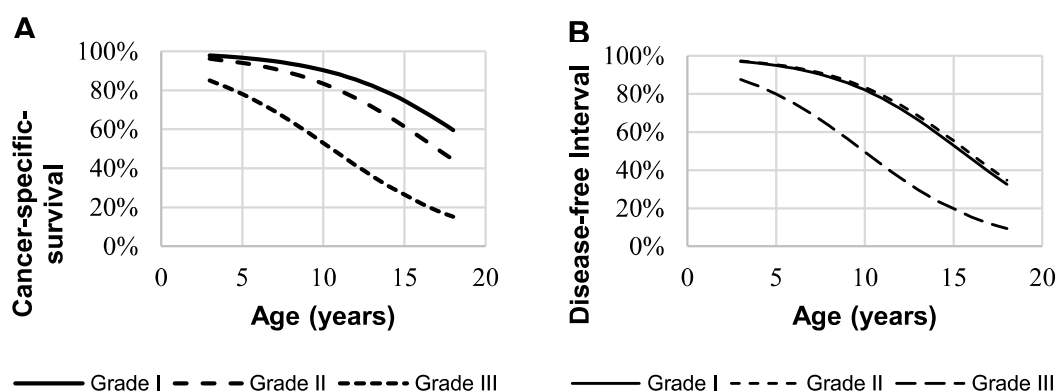 A
Cancer-specific-
survival
100%
80%
60%
40%
20%
0%
0 5 10 15 20
Age (years)
Grade I Grade II Grade III
B
Disease-free Interval
100%
80%
60%
40%
20%
0%
0 5 10 15 20
Age (years)
Grade I Grade II Grade III